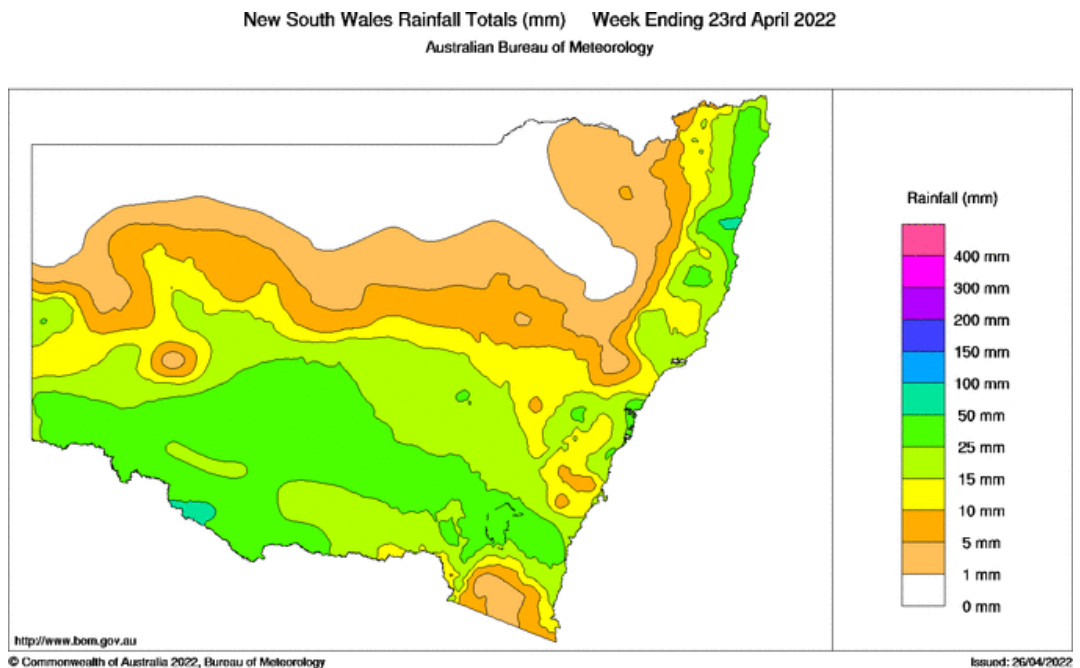 New South Wales Rainfall Totals (mm) Week Ending 23rd April 2022
Australian Bureau of Meteorology
Rainfall (mm)
400 mm
300 mm
200 mm
150 mm
100 mm
50 mm
25 mm
15 mm
10 mm
5 mm
1 mm
0 mm
http://www.bom.gov.au
© Commonwealth of Australia 2022, Bureau of Meteorology
Issued: 26/04/2022